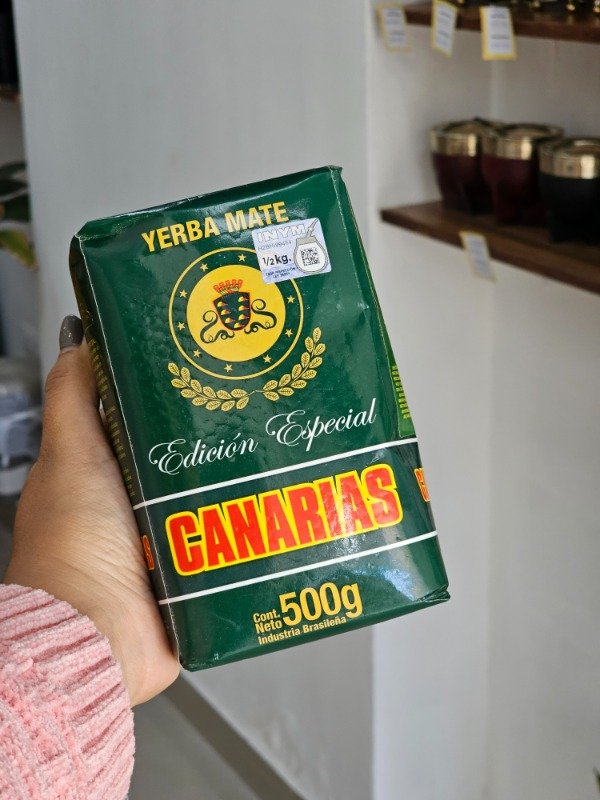 YERBA MATE
INYM
1/2 kg.
Edición Especial
CANARIAS
Cont.
Neto 500g
Industria Brasileña